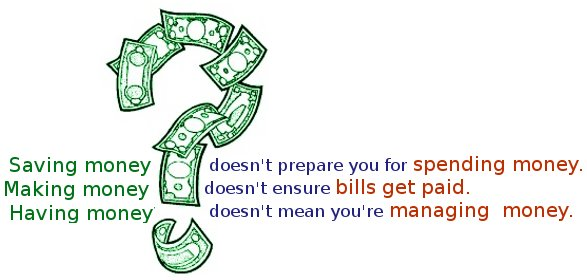 Saving money doesn't prepare you for spending money.
Making money doesn't ensure bills get paid.
Having money doesn't mean you're managing money.